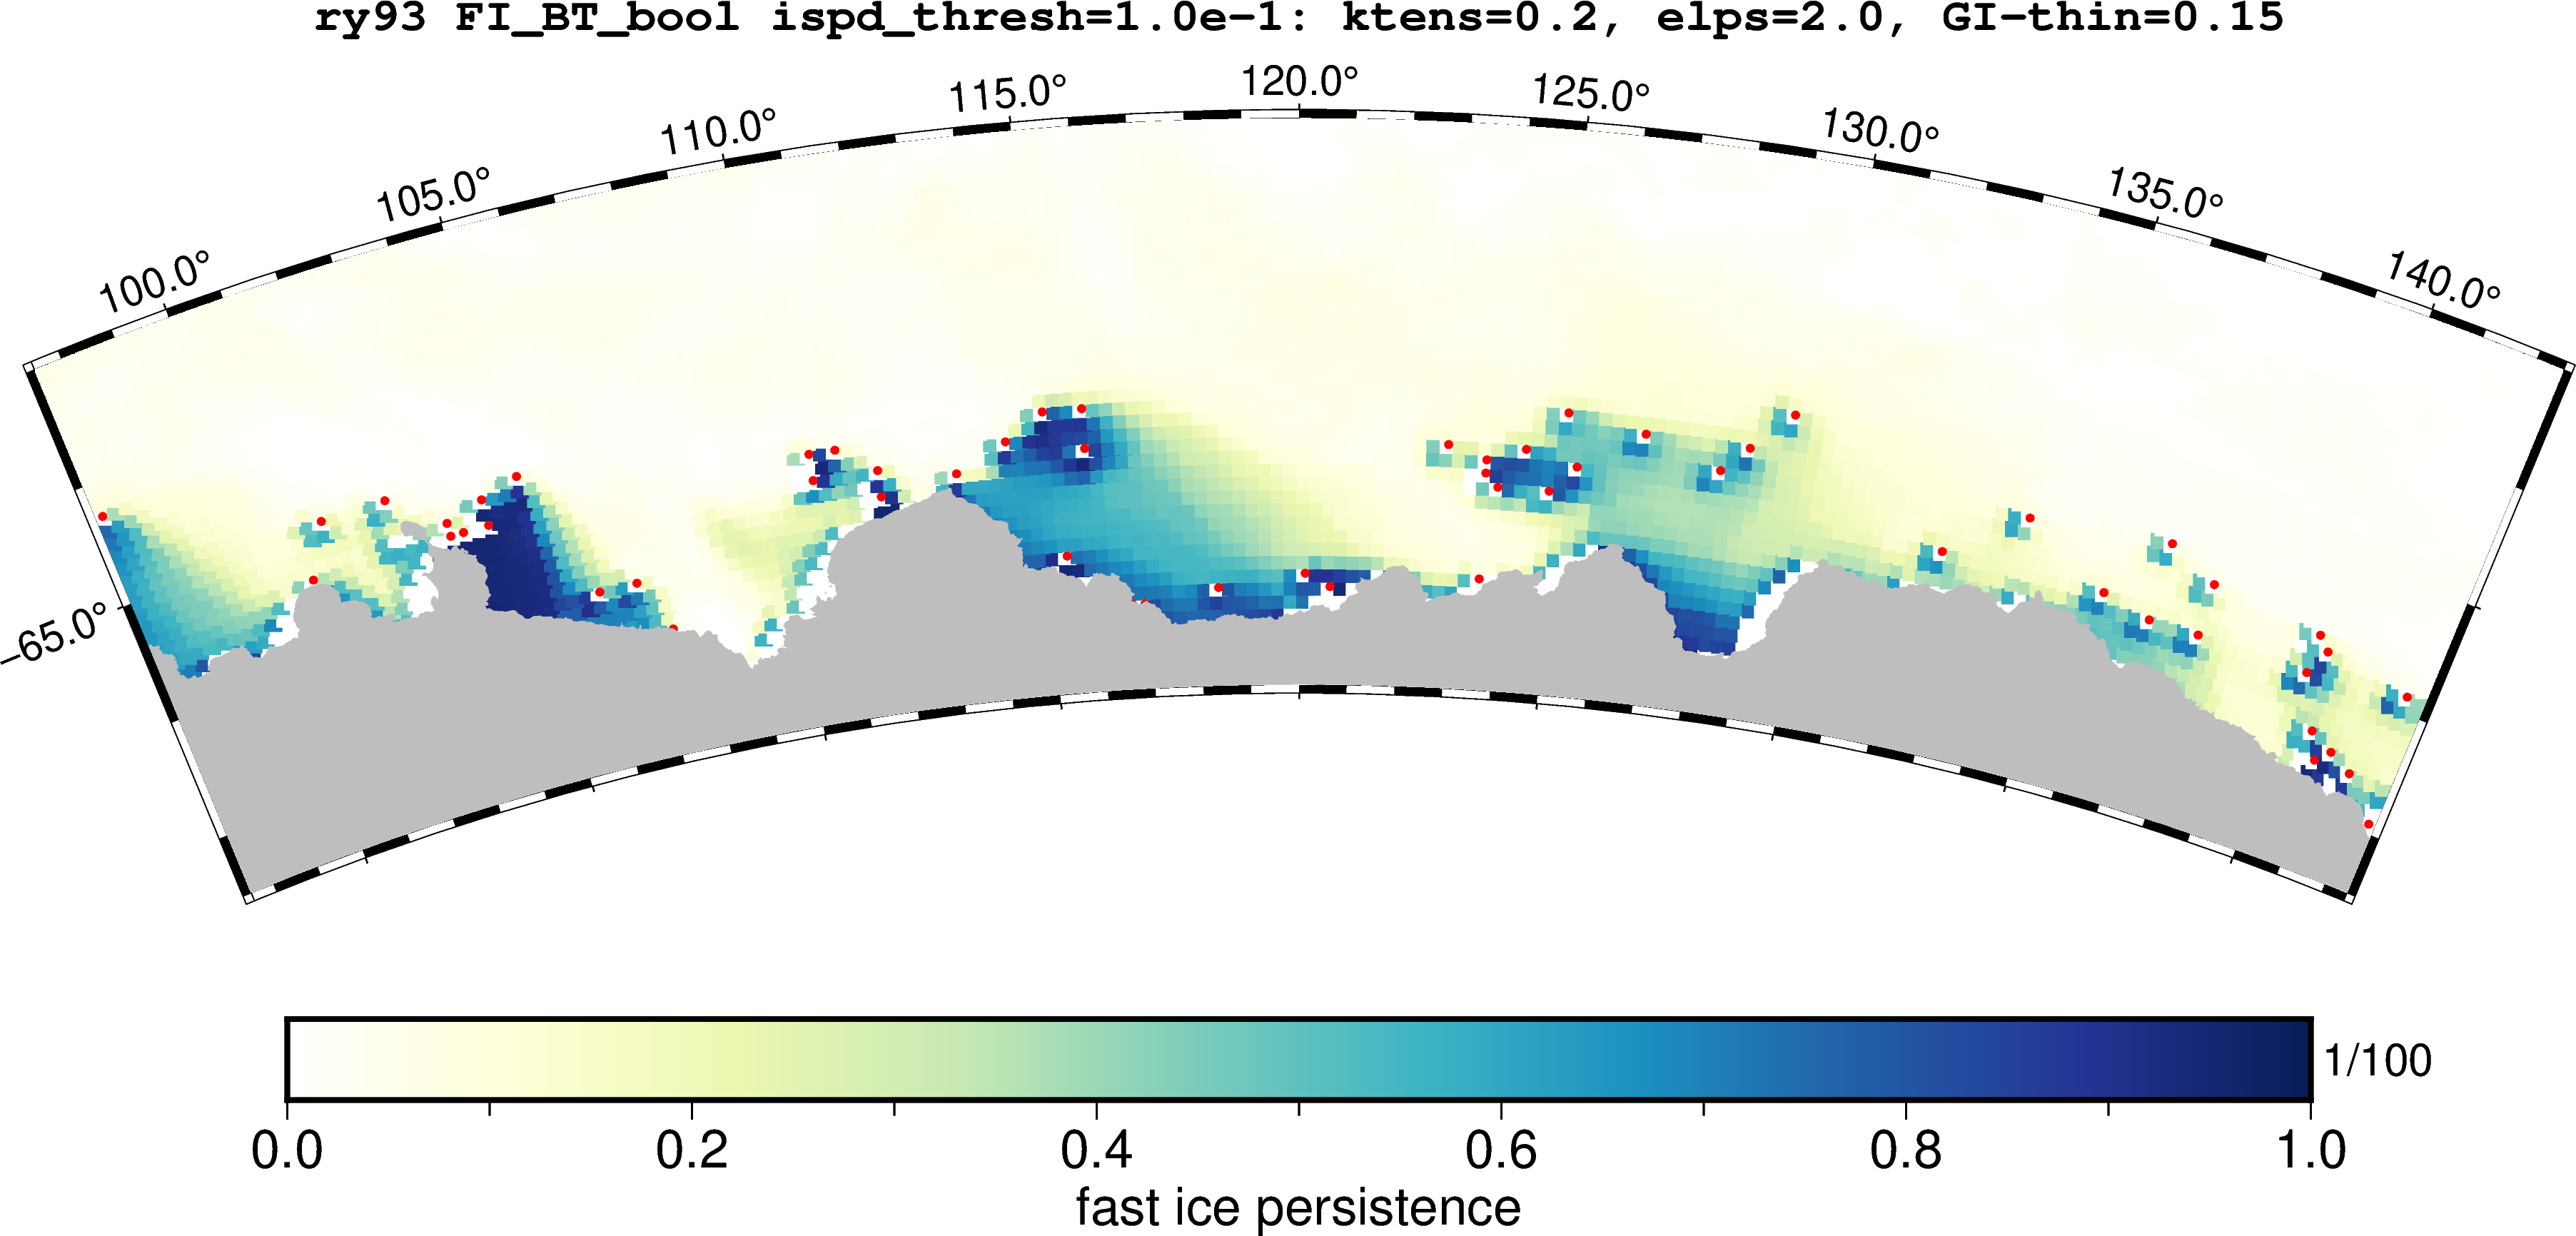 ry93 FI_BT_bool ispd_thresh=1.0e-1: ktens=0.2, elps=2.0, GI-thin=0.15
100.0° 105.0° 110.0° 115.0° 120.0° 125.0° 130.0° 135.0° 140.0°
-65.0°
1/100
0.0 0.2 0.4 0.6 0.8 1.0
fast ice persistence